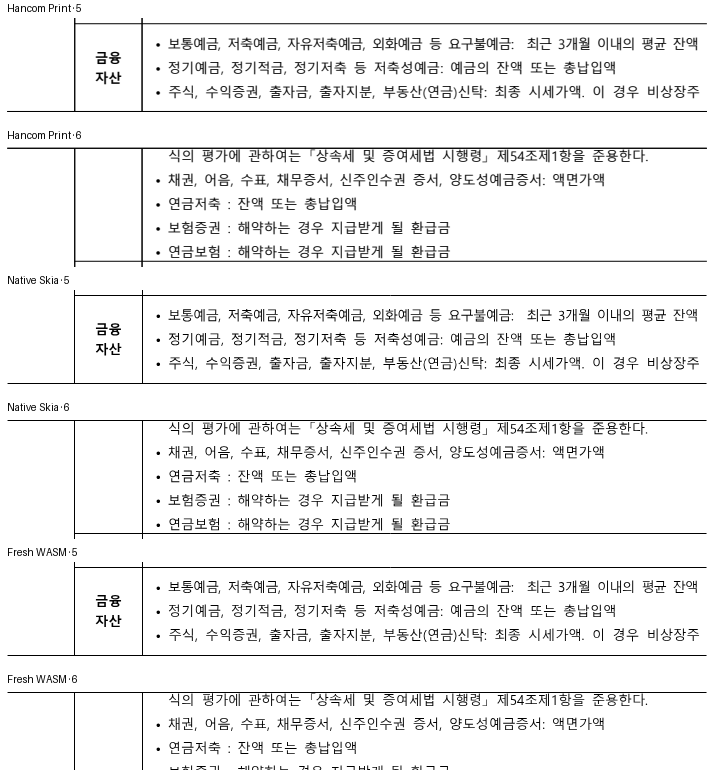 Hancom Print·5
• 보통예금, 저축예금, 자유저축예금, 외화예금 등 요구불예금: 최근 3개월 이내의 평균 잔액
금융
자산
• 정기예금, 정기적금, 정기저축 등 저축성예금: 예금의 잔액 또는 총납입액
• 주식, 수익증권, 출자금, 출자지분, 부동산(연금)신탁: 최종 시세가액. 이 경우 비상장주
Hancom Print·6
식의 평가에 관하여는「상속세 및 증여세법 시행령」제54조제1항을 준용한다.
• 채권, 어음, 수표, 채무증서, 신주인수권 증서, 양도성예금증서: 액면가액
• 연금저축 : 잔액 또는 총납입액
• 보험증권 : 해약하는 경우 지급받게 될 환급금
• 연금보험 : 해약하는 경우 지급받게 될 환급금
Native Skia·5
• 보통예금, 저축예금, 자유저축예금, 외화예금 등 요구불예금: 최근 3개월 이내의 평균 잔액
금융
자산
• 정기예금, 정기적금, 정기저축 등 저축성예금: 예금의 잔액 또는 총납입액
• 주식, 수익증권, 출자금, 출자지분, 부동산(연금)신탁: 최종 시세가액. 이 경우 비상장주
Native Skia·6
식의 평가에 관하여는「상속세 및 증여세법 시행령」제54조제1항을 준용한다.
• 채권, 어음, 수표, 채무증서, 신주인수권 증서, 양도성예금증서: 액면가액
• 연금저축 : 잔액 또는 총납입액
• 보험증권 : 해약하는 경우 지급받게 될 환급금
• 연금보험 : 해약하는 경우 지급받게 될 환급금
Fresh WASM·5
• 보통예금, 저축예금, 자유저축예금, 외화예금 등 요구불예금: 최근 3개월 이내의 평균 잔액
금융
자산
• 정기예금, 정기적금, 정기저축 등 저축성예금: 예금의 잔액 또는 총납입액
• 주식, 수익증권, 출자금, 출자지분, 부동산(연금)신탁: 최종 시세가액. 이 경우 비상장주
Fresh WASM·6
식의 평가에 관하여는「상속세 및 증여세법 시행령」제54조제1항을 준용한다.
• 채권, 어음, 수표, 채무증서, 신주인수권 증서, 양도성예금증서: 액면가액
• 연금저축 : 잔액 또는 총납입액